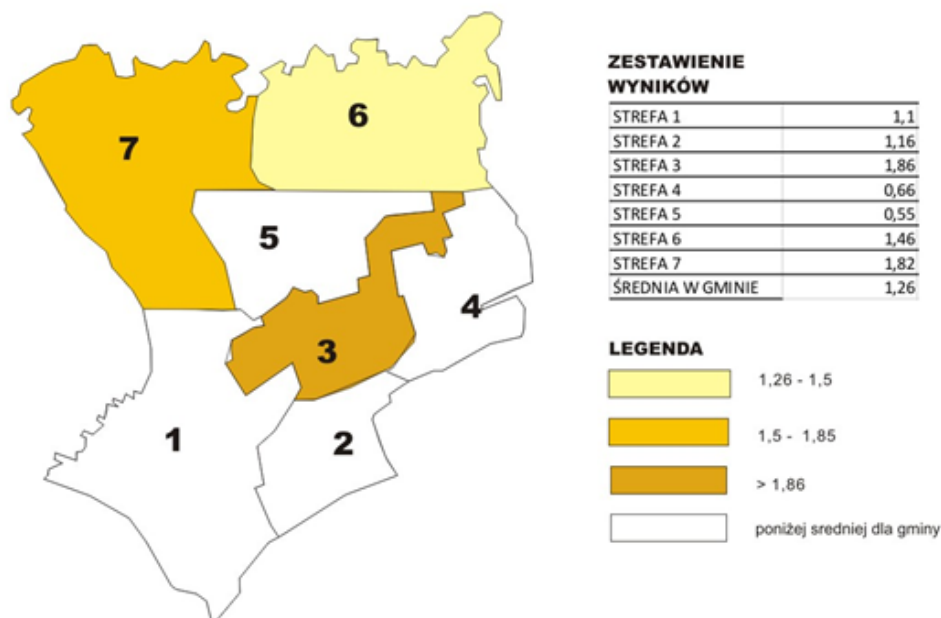 7
6
5
4
3
1
2
ZESTAWIENIE
WYNIKÓW
STREFA 1 1,1
STREFA 2 1,16
STREFA 3 1,86
STREFA 4 0,66
STREFA 5 0,55
STREFA 6 1,46
STREFA 7 1,82
ŚREDNIA W GMINIE 1,26
LEGENDA
1,26 - 1,5
1,5 - 1,85
> 1,86
poniżej sredniej dla gminy